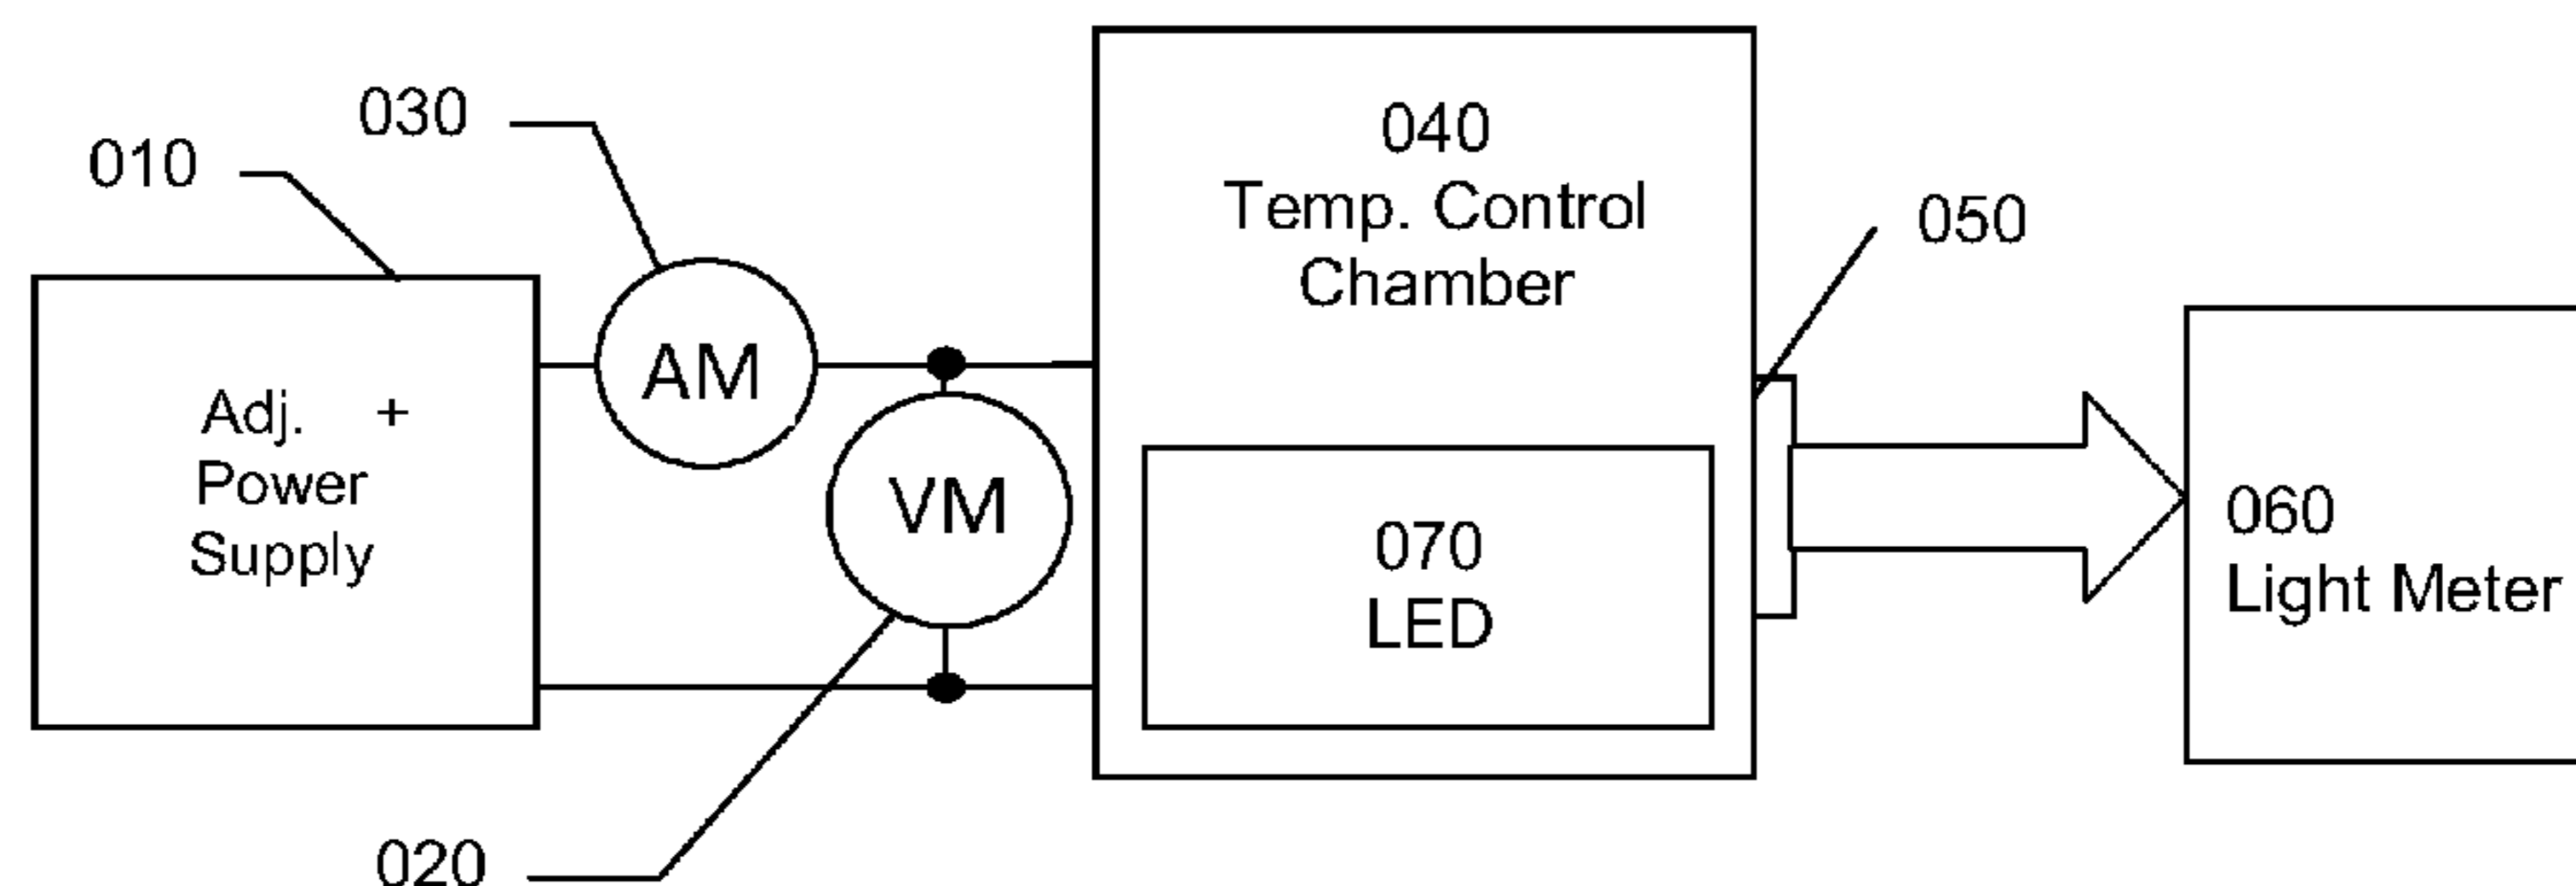 030
010
AM
Adj. +
Power
Supply
VM
020
040
Temp. Control
Chamber
070
LED
050
060
Light Meter